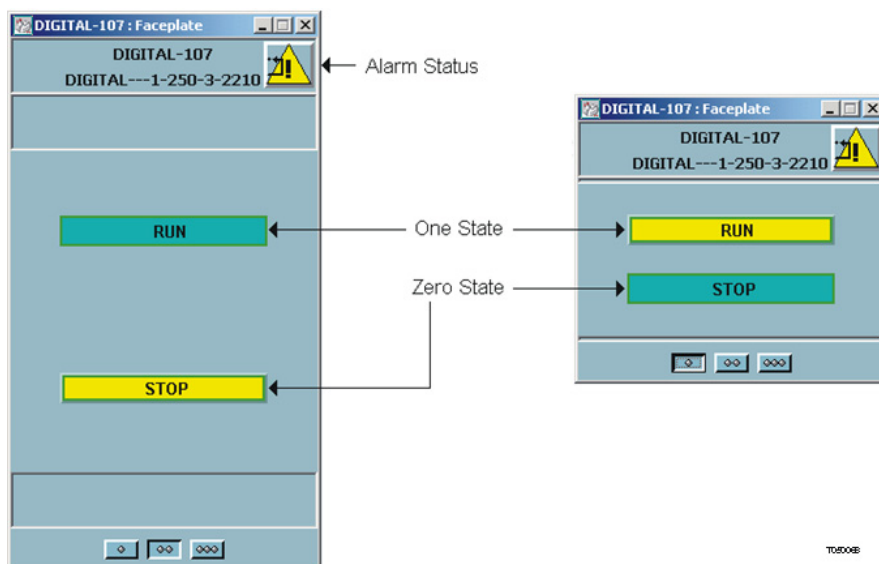 DIGITAL-107 : Faceplate
DIGITAL-107
DIGITAL---1-250-3-2210
Alarm Status
RUN
One State
Zero State
STOP
DIGITAL-107 : Faceplate
DIGITAL-107
DIGITAL---1-250-3-2210
RUN
STOP